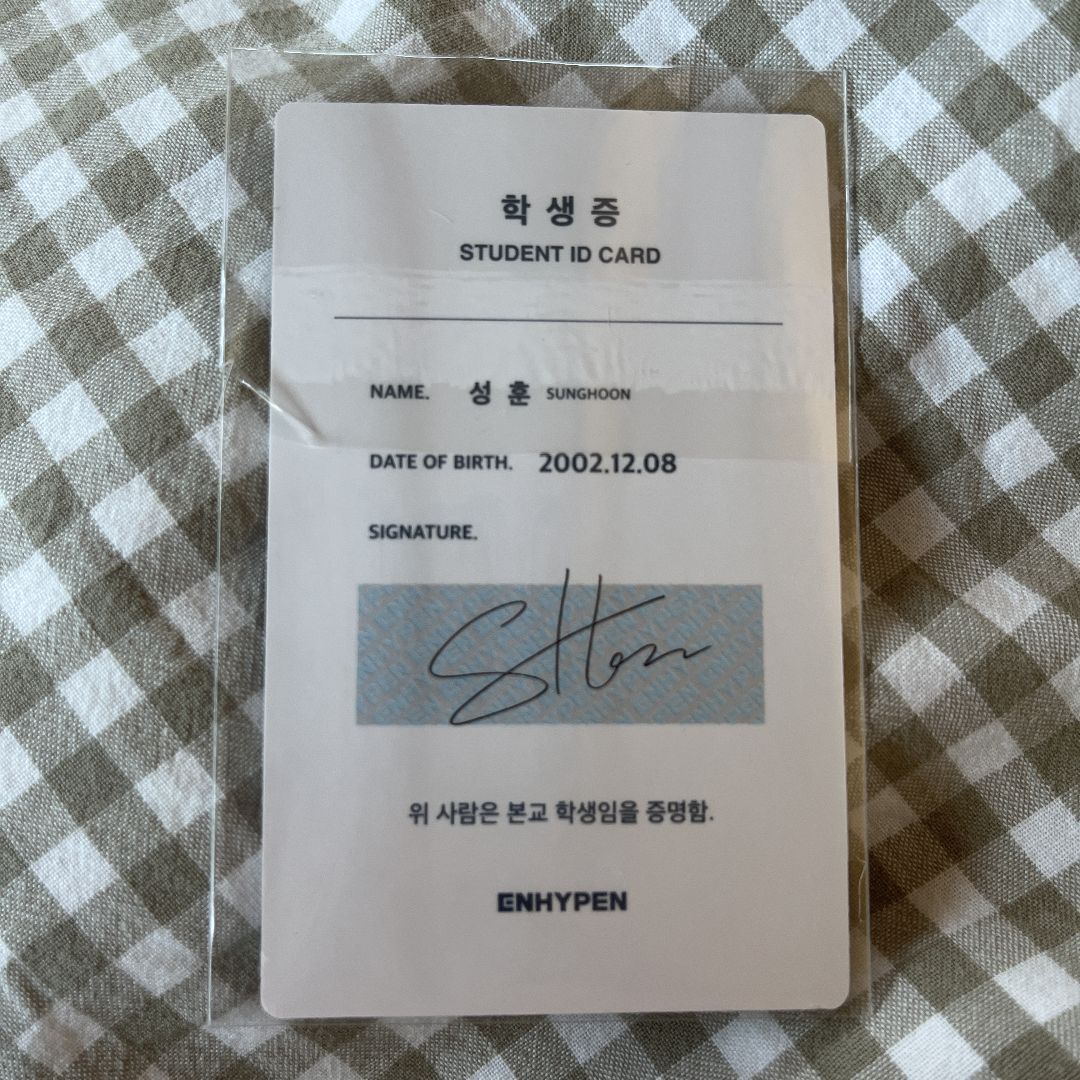 학생증
STUDENT ID CARD
NAME. 성훈 SUNGHOON
DATE OF BIRTH. 2002.12.08
SIGNATURE.
위 사람은 본교 학생임을 증명함.
ENHYPEN